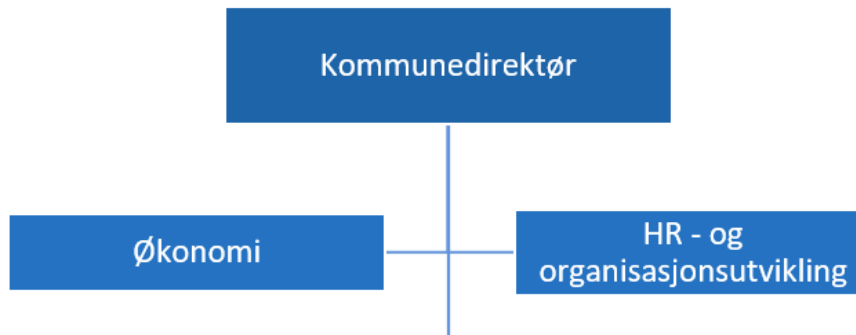 Kommunedirektør
Økonomi
HR - og
organisasjonsutvikling